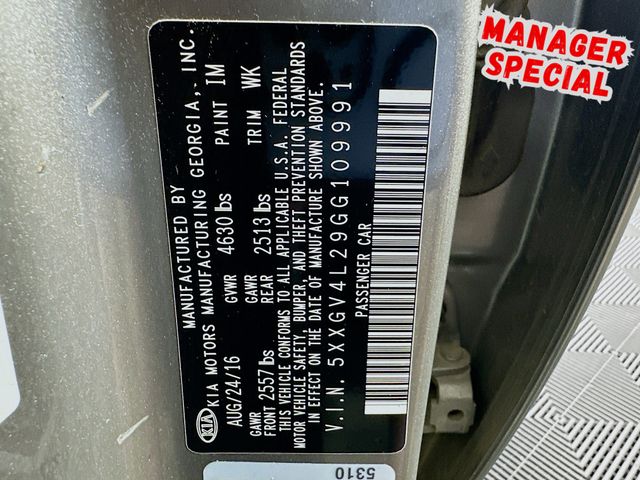 MANAGER
SPECIAL
MANUFACTURED BY
KIA KIA MOTORS MANUFACTURING GEORGIA, INC.
AUG/24/16 GVWR 4630 lbs PAINT IM
GAWR FRONT 2557 lbs GAWR REAR 2513 lbs TRIM WK
THIS VEHICLE CONFORMS TO ALL APPLICABLE U.S.A. FEDERAL
MOTOR VEHICLE SAFETY, BUMPER, AND THEFT PREVENTION STANDARDS
IN EFFECT ON THE DATE OF MANUFACTURE SHOWN ABOVE.
V.I.N. 5XXGV4L29GG109991
PASSENGER CAR
5310